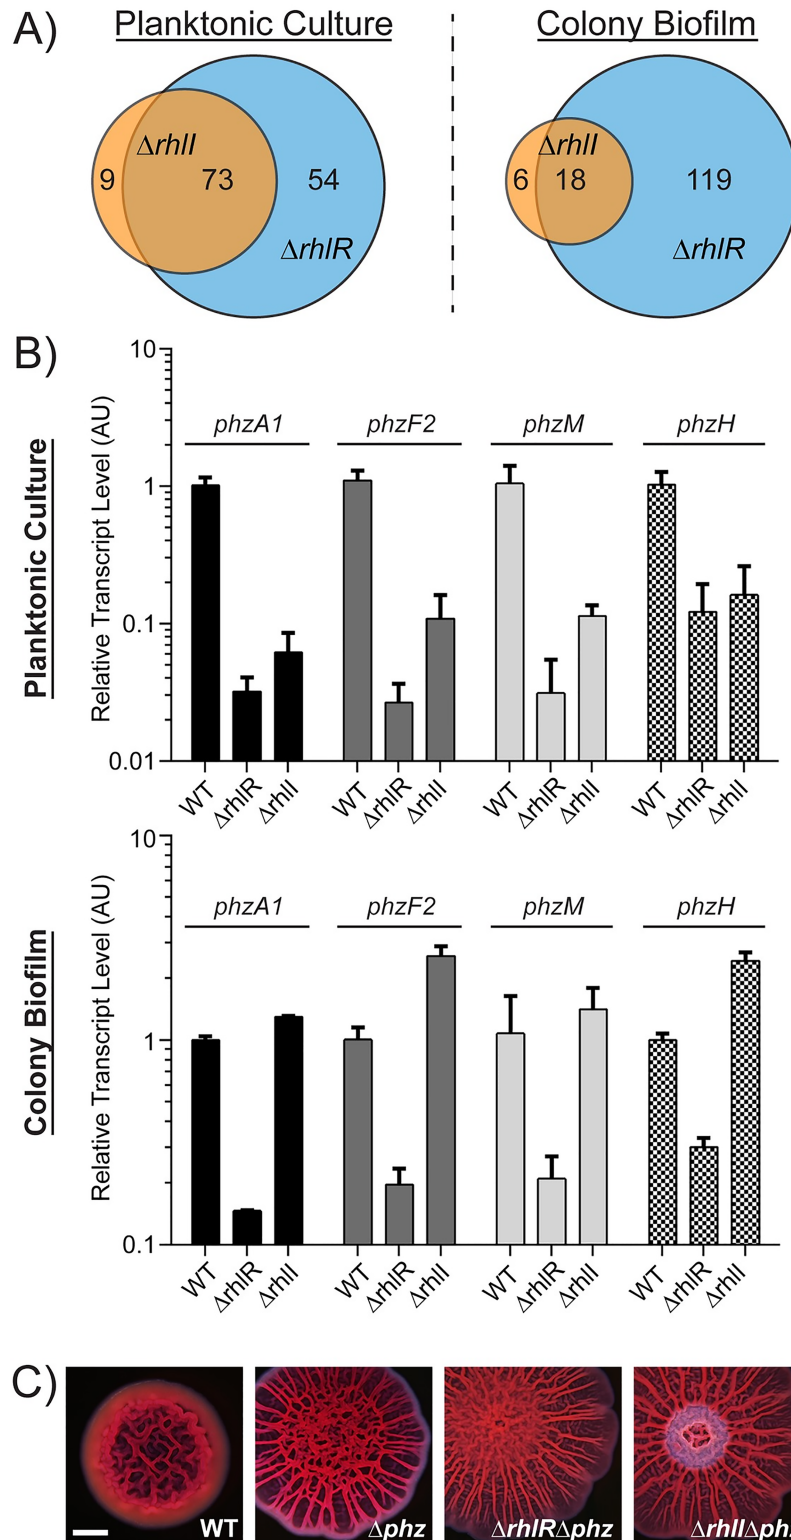 A)
Planktonic Culture
Colony Biofilm
ΔrhlI
9
73
54
ΔrhlR
ΔrhlI
6
18
119
ΔrhlR
B)
Planktonic Culture
Relative Transcript Level (AU)
10
1
0.1
0.01
phzA1
phzF2
phzM
phzH
WT
ΔrhlR
ΔrhlI
WT
ΔrhlR
ΔrhlI
WT
ΔrhlR
ΔrhlI
WT
ΔrhlR
ΔrhlI
Colony Biofilm
Relative Transcript Level (AU)
10
1
0.1
phzA1
phzF2
phzM
phzH
WT
ΔrhlR
ΔrhlI
WT
ΔrhlR
ΔrhlI
WT
ΔrhlR
ΔrhlI
WT
ΔrhlR
ΔrhlI
C)
WT
Δphz
ΔrhlRΔphz
ΔrhlIΔphz